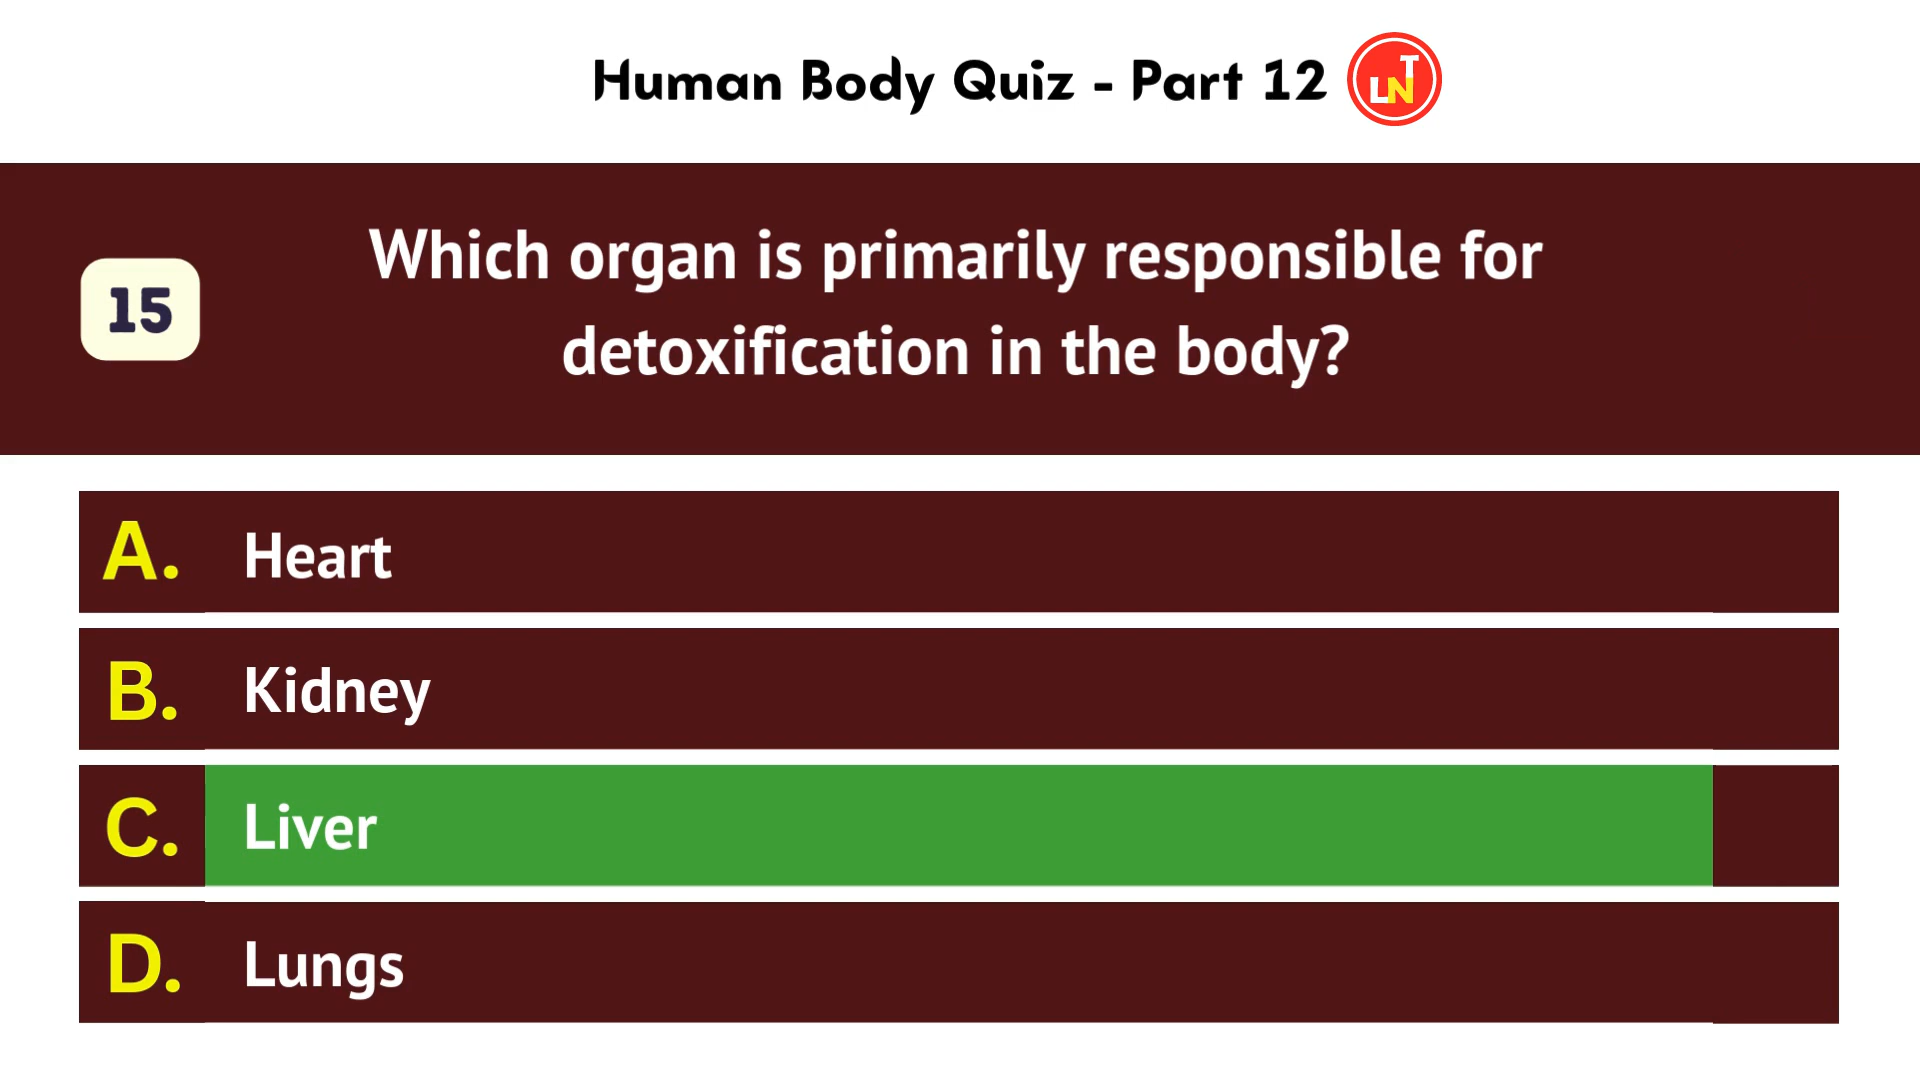 Human Body Quiz - Part 12
LNT
15
Which organ is primarily responsible for
detoxification in the body?
A. Heart
B. Kidney
C. Liver
D. Lungs